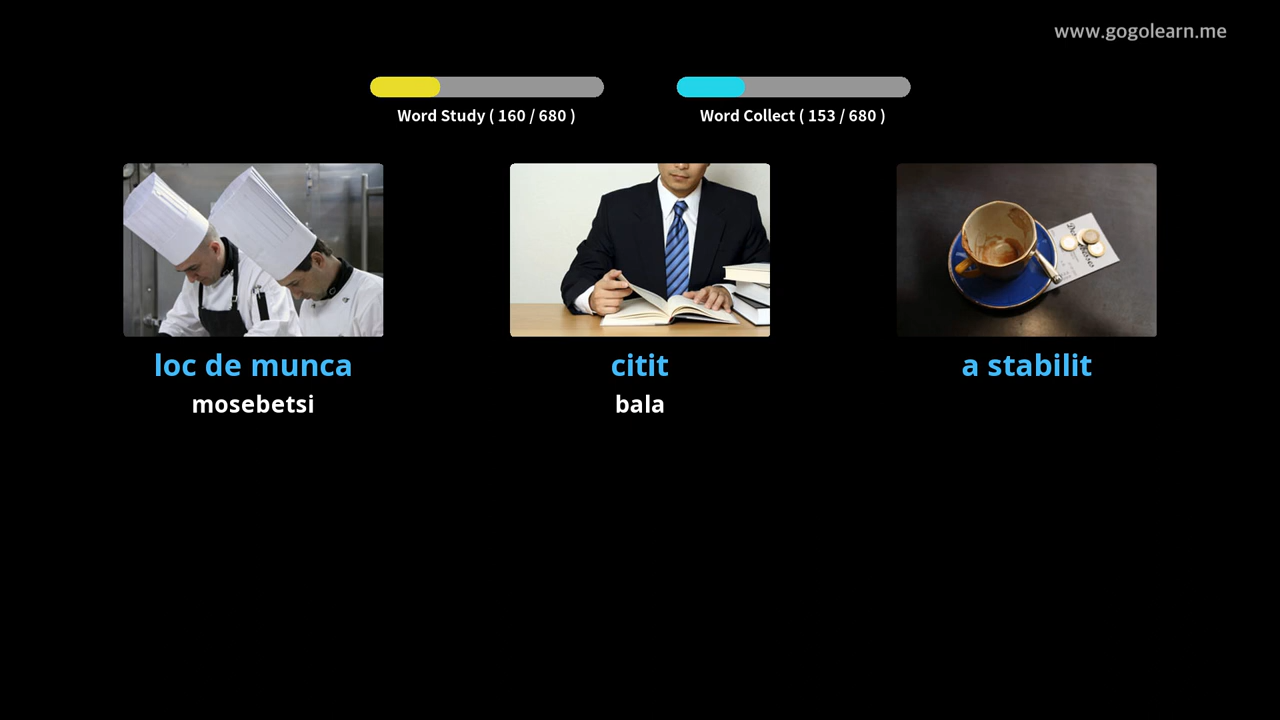 www.gogolearn.me
Word Study ( 160 / 680 )
Word Collect ( 153 / 680 )
loc de munca
mosebetsi
citit
bala
a stabilit